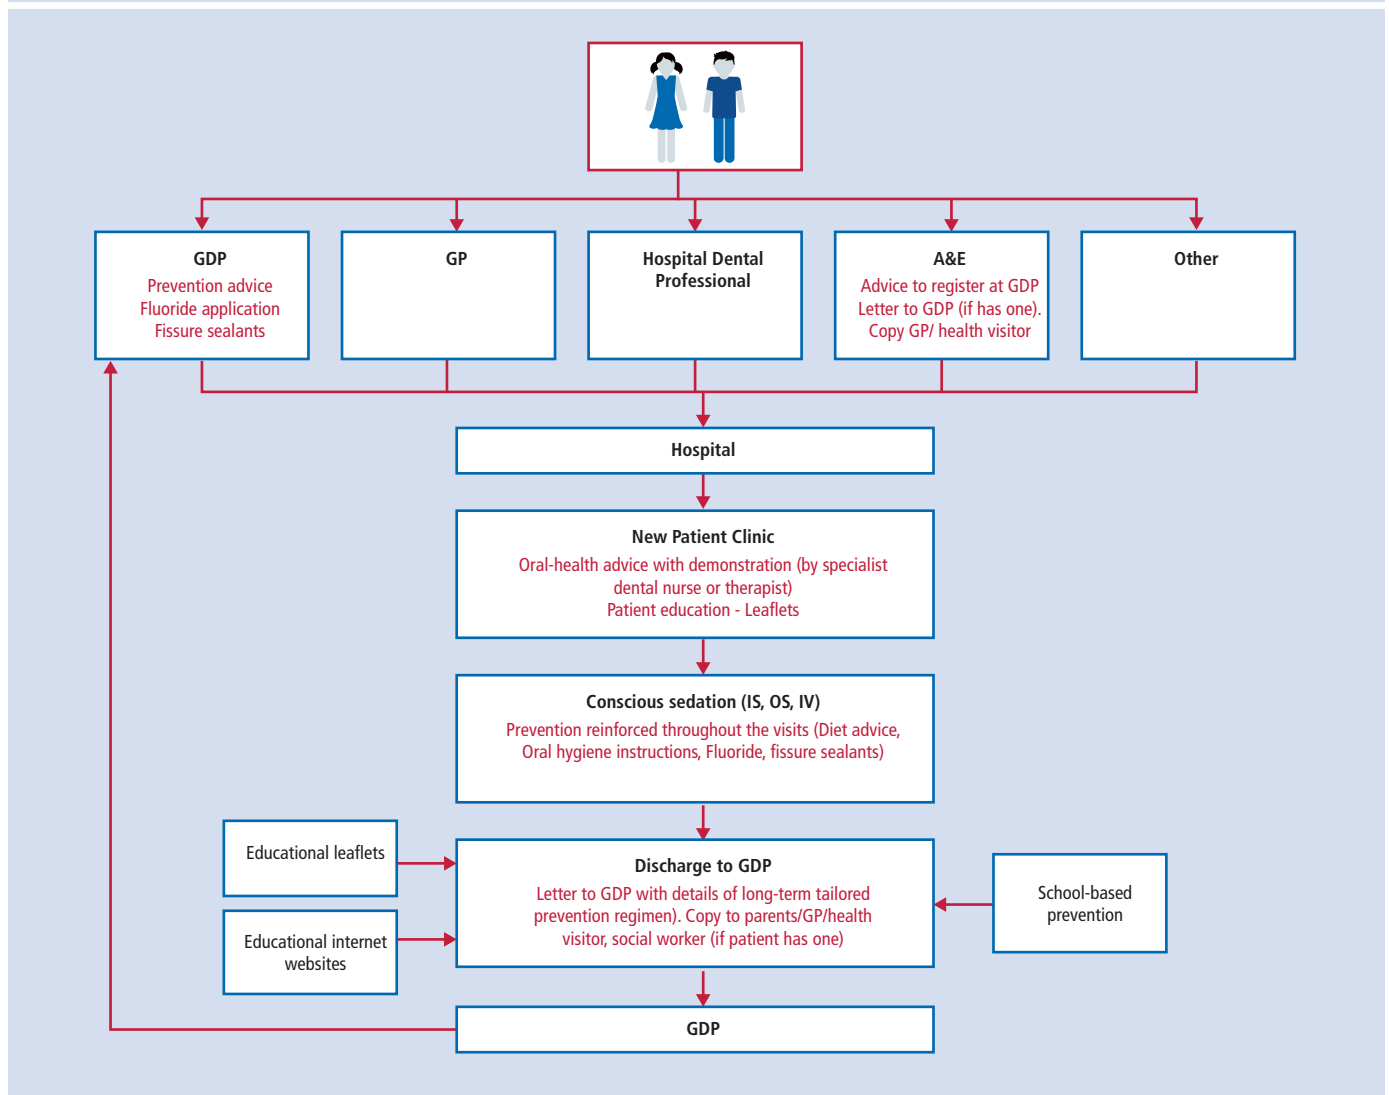 GDP
Prevention advice
Fluoride application
Fissure sealants
GP
Hospital Dental
Professional
A&E
Advice to register at GDP
Letter to GDP (if has one).
Copy GP/ health visitor
Other
Hospital
New Patient Clinic
Oral-health advice with demonstration (by specialist
dental nurse or therapist)
Patient education - Leaflets
Conscious sedation (IS, OS, IV)
Prevention reinforced throughout the visits (Diet advice,
Oral hygiene instructions, Fluoride, fissure sealants)
Educational leaflets
Educational internet
websites
Discharge to GDP
Letter to GDP with details of long-term tailored
prevention regimen). Copy to parents/GP/health
visitor, social worker (if patient has one)
School-based
prevention
GDP